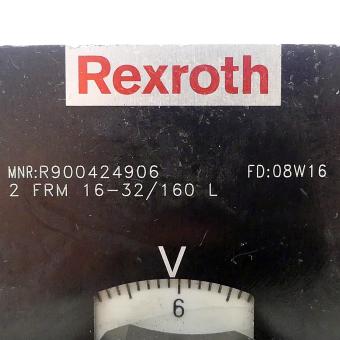 Rexroth
MNR:R900424906 FD:08W16
2 FRM 16-32/160 L
V
6